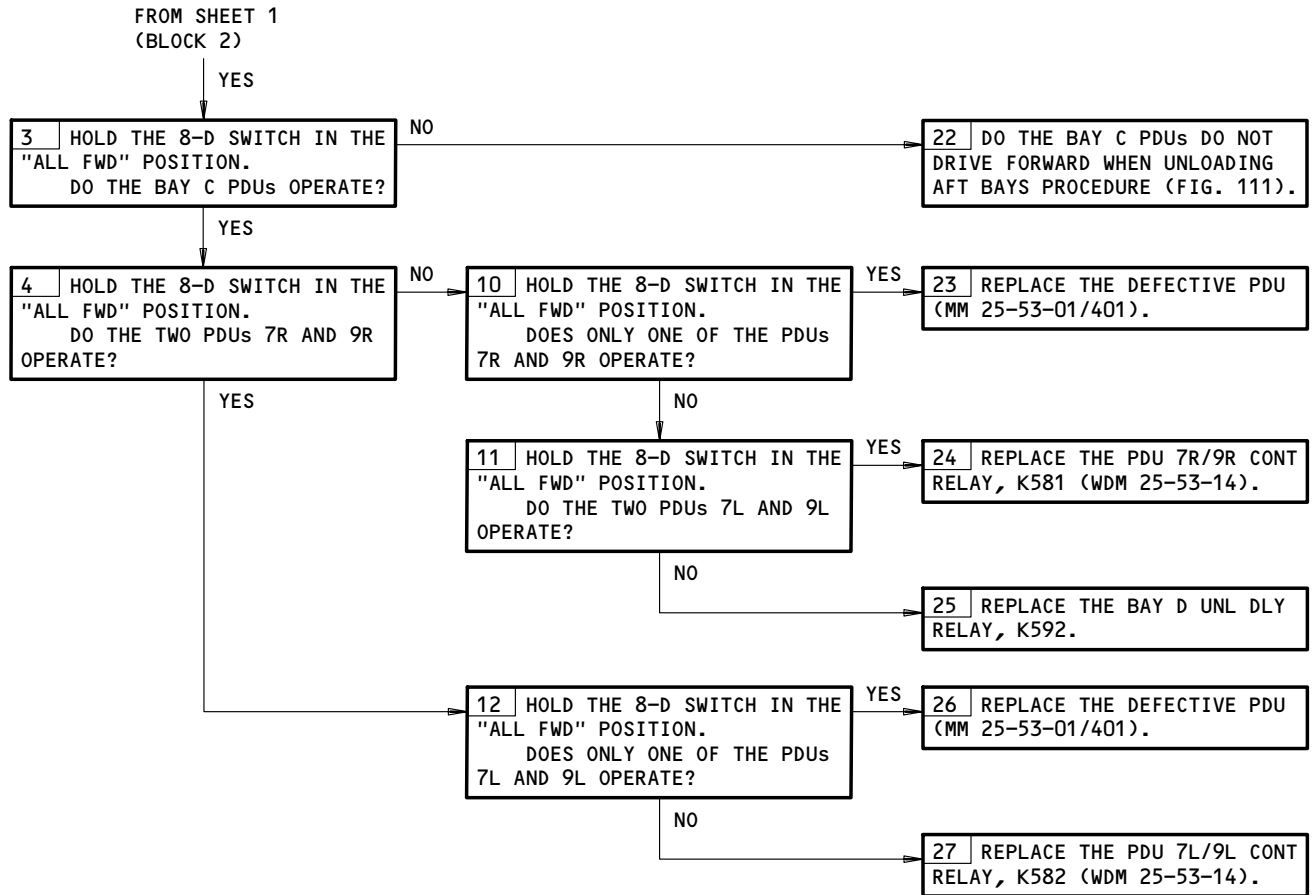 FROM SHEET 1
(BLOCK 2)
YES
3 HOLD THE 8-D SWITCH IN THE
"ALL FWD" POSITION.
DO THE BAY C PDUs OPERATE?
NO
22 DO THE BAY C PDUs DO NOT
DRIVE FORWARD WHEN UNLOADING
AFT BAYS PROCEDURE (FIG. 111).
YES
4 HOLD THE 8-D SWITCH IN THE
"ALL FWD" POSITION.
DO THE TWO PDUs 7R AND 9R
OPERATE?
NO
10 HOLD THE 8-D SWITCH IN THE
"ALL FWD" POSITION.
DOES ONLY ONE OF THE PDUs
7R AND 9R OPERATE?
YES
23 REPLACE THE DEFECTIVE PDU
(MM 25-53-01/401).
YES
NO
11 HOLD THE 8-D SWITCH IN THE
"ALL FWD" POSITION.
DO THE TWO PDUs 7L AND 9L
OPERATE?
YES
24 REPLACE THE PDU 7R/9R CONT
RELAY, K581 (WDM 25-53-14).
NO
25 REPLACE THE BAY D UNL DLY
RELAY, K592.
12 HOLD THE 8-D SWITCH IN THE
"ALL FWD" POSITION.
DOES ONLY ONE OF THE PDUs
7L AND 9L OPERATE?
YES
26 REPLACE THE DEFECTIVE PDU
(MM 25-53-01/401).
NO
27 REPLACE THE PDU 7L/9L CONT
RELAY, K582 (WDM 25-53-14).